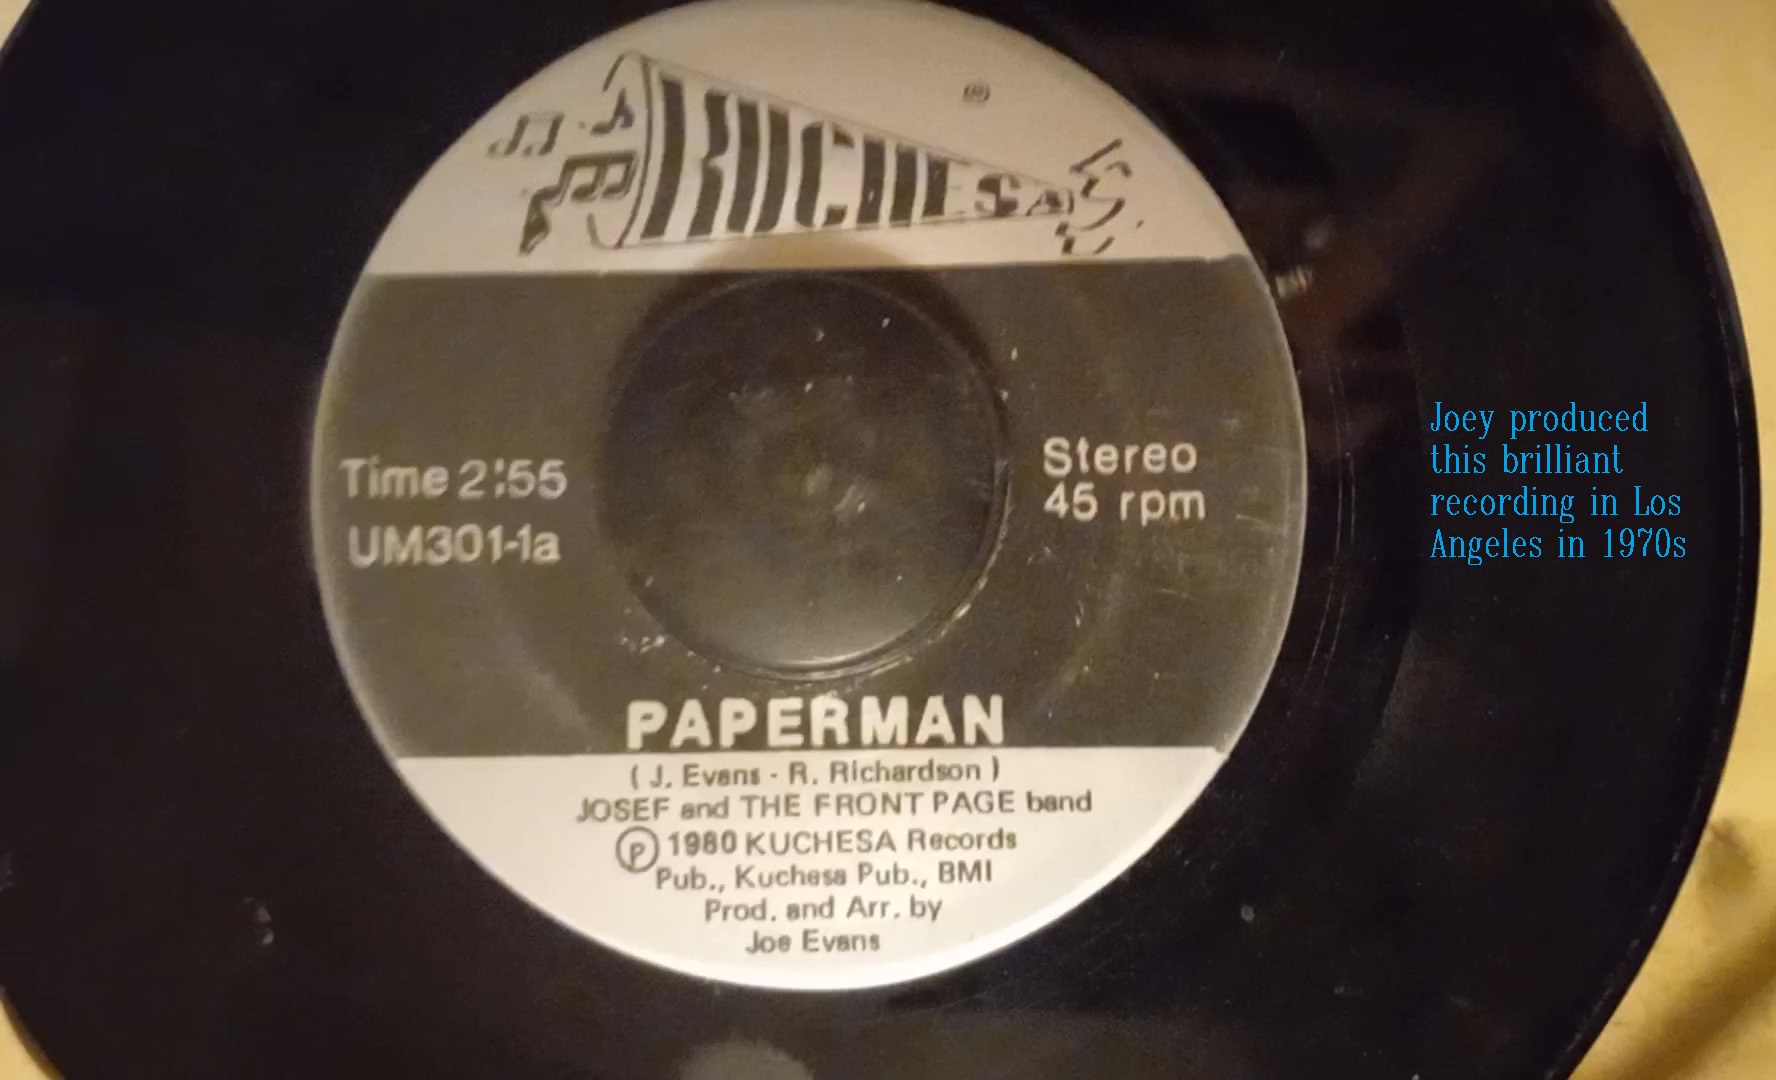 KUCHESA
Time 2:55
UM301-1a
Stereo
45 rpm
PAPERMAN
( J. Evans - R. Richardson )
JOSEF and THE FRONT PAGE band
Ⓟ 1980 KUCHESA Records
Pub., Kuchesa Pub., BMI
Prod. and Arr. by
Joe Evans
Joey produced
this brilliant
recording in Los
Angeles in 1970s